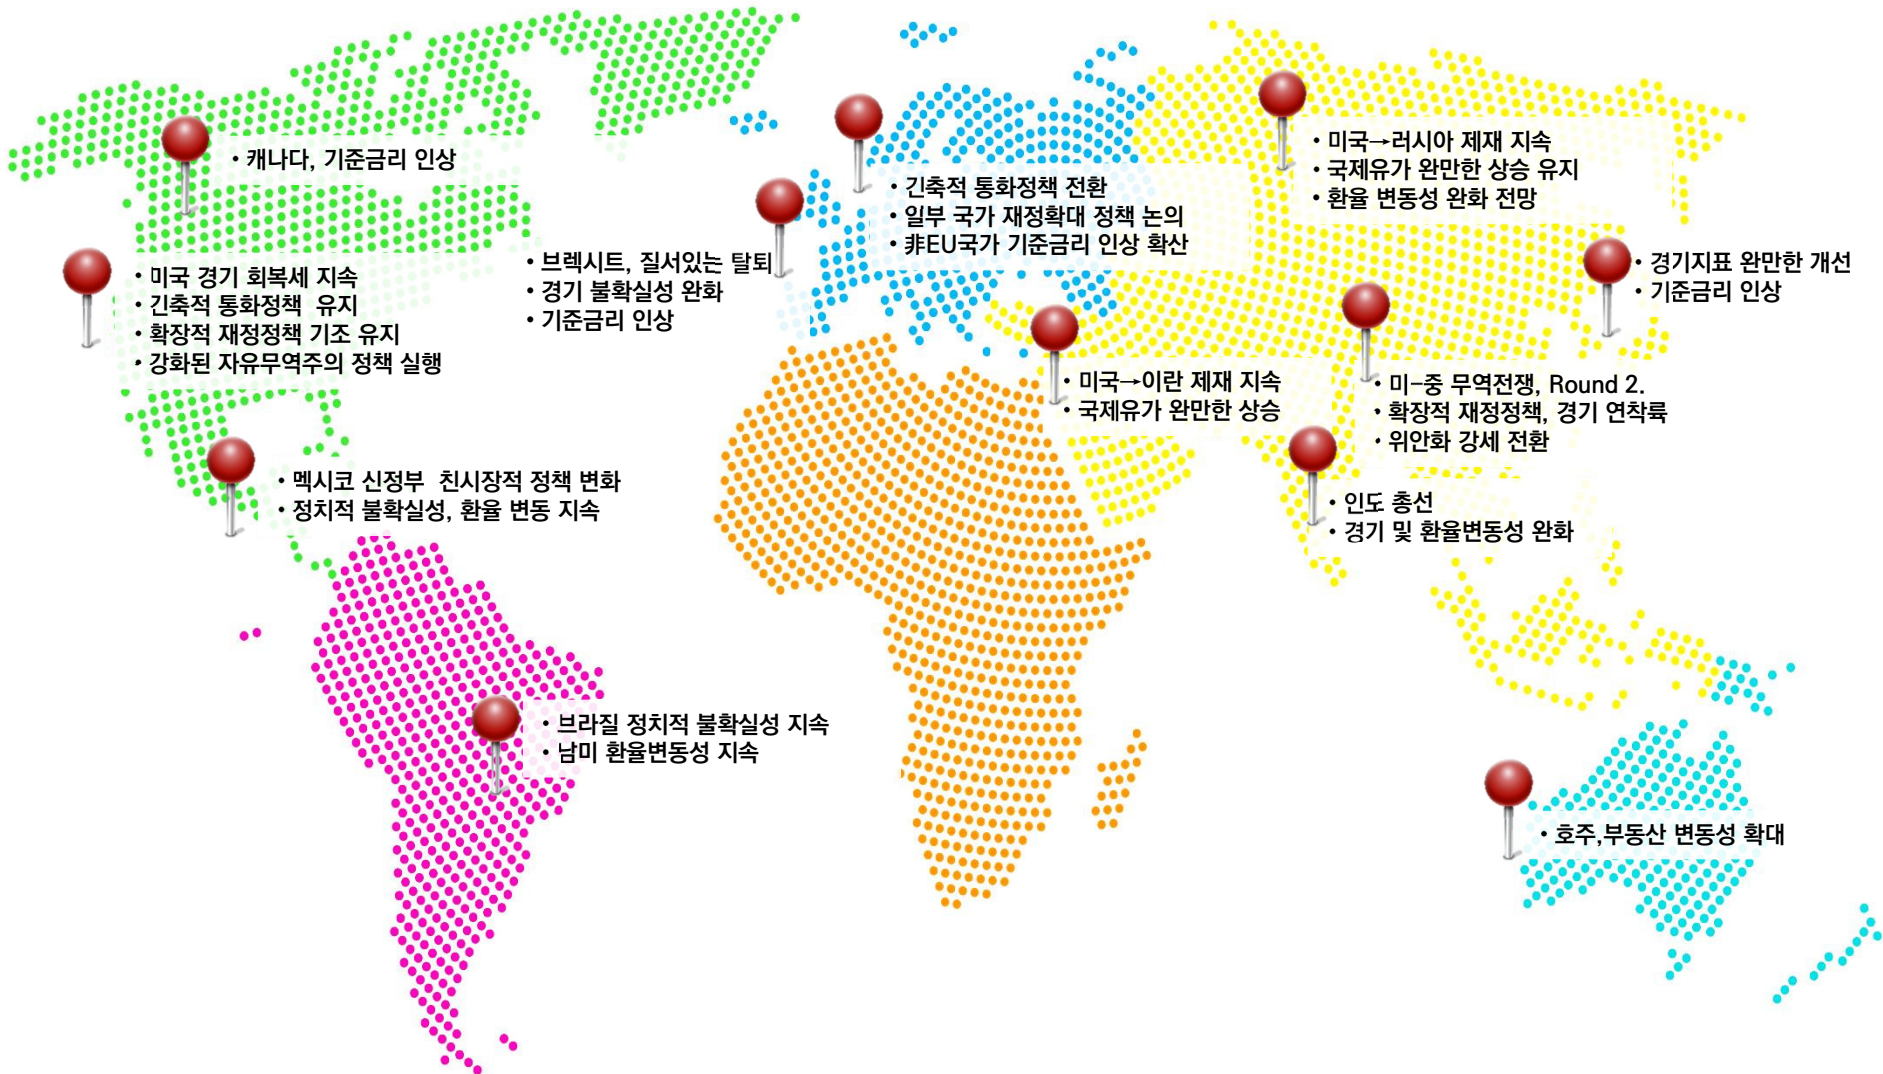 • 캐나다, 기준금리 인상
• 미국 경기 회복세 지속
• 긴축적 통화정책 유지
• 확장적 재정정책 기조 유지
• 강화된 자유무역주의 정책 실행
• 멕시코 신정부 친시장적 정책 변화
• 정치적 불확실성, 환율 변동 지속
• 브라질 정치적 불확실성 지속
• 남미 환율변동성 지속
• 브렉시트, 질서있는 탈퇴
• 경기 불확실성 완화
• 기준금리 인상
• 긴축적 통화정책 전환
• 일부 국가 재정확대 정책 논의
• 非EU국가 기준금리 인상 확산
• 미국→러시아 제재 지속
• 국제유가 완만한 상승 유지
• 환율 변동성 완화 전망
• 미국→이란 제재 지속
• 국제유가 완만한 상승
• 경기지표 완만한 개선
• 기준금리 인상
• 미-중 무역전쟁, Round 2.
• 확장적 재정정책, 경기 연착륙
• 위안화 강세 전환
• 인도 총선
• 경기 및 환율변동성 완화
• 호주,부동산 변동성 확대